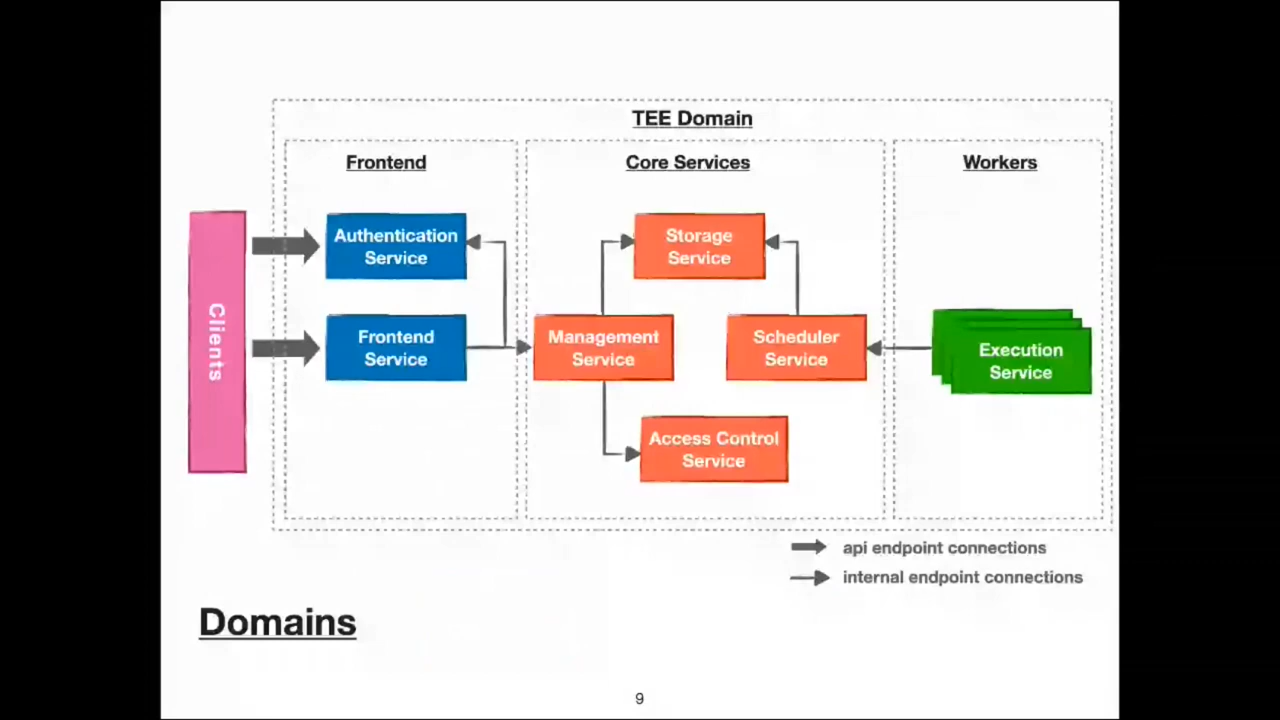 TEE Domain
Frontend
Core Services
Workers
Clients
Authentication
Service
Storage
Service
Frontend
Service
Management
Service
Scheduler
Service
Execution
Service
Access Control
Service
api endpoint connections
internal endpoint connections
Domains
9